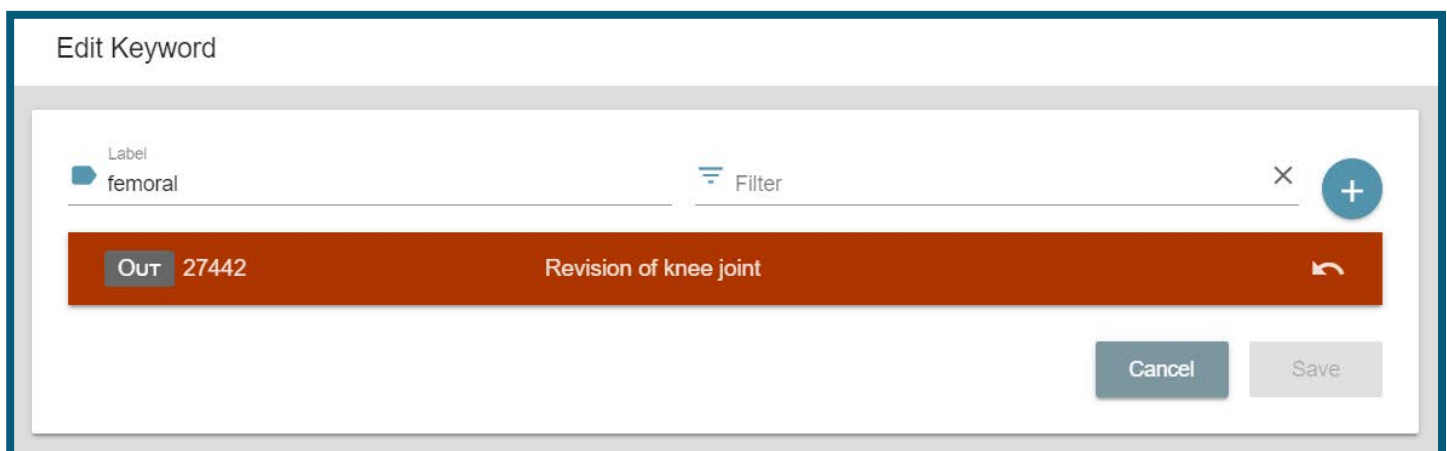 Edit Keyword
Label
femoral
Filter
OUT 27442 Revision of knee joint
Cancel Save